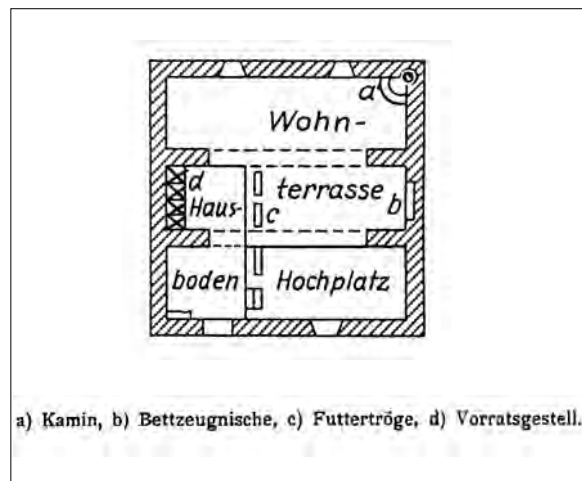 a
Wohn-
d terrasse b
Haus- c
boden Hochplatz
a) Kamin, b) Bettzeugnische, c) Futtertröge, d) Vorratsgestell.